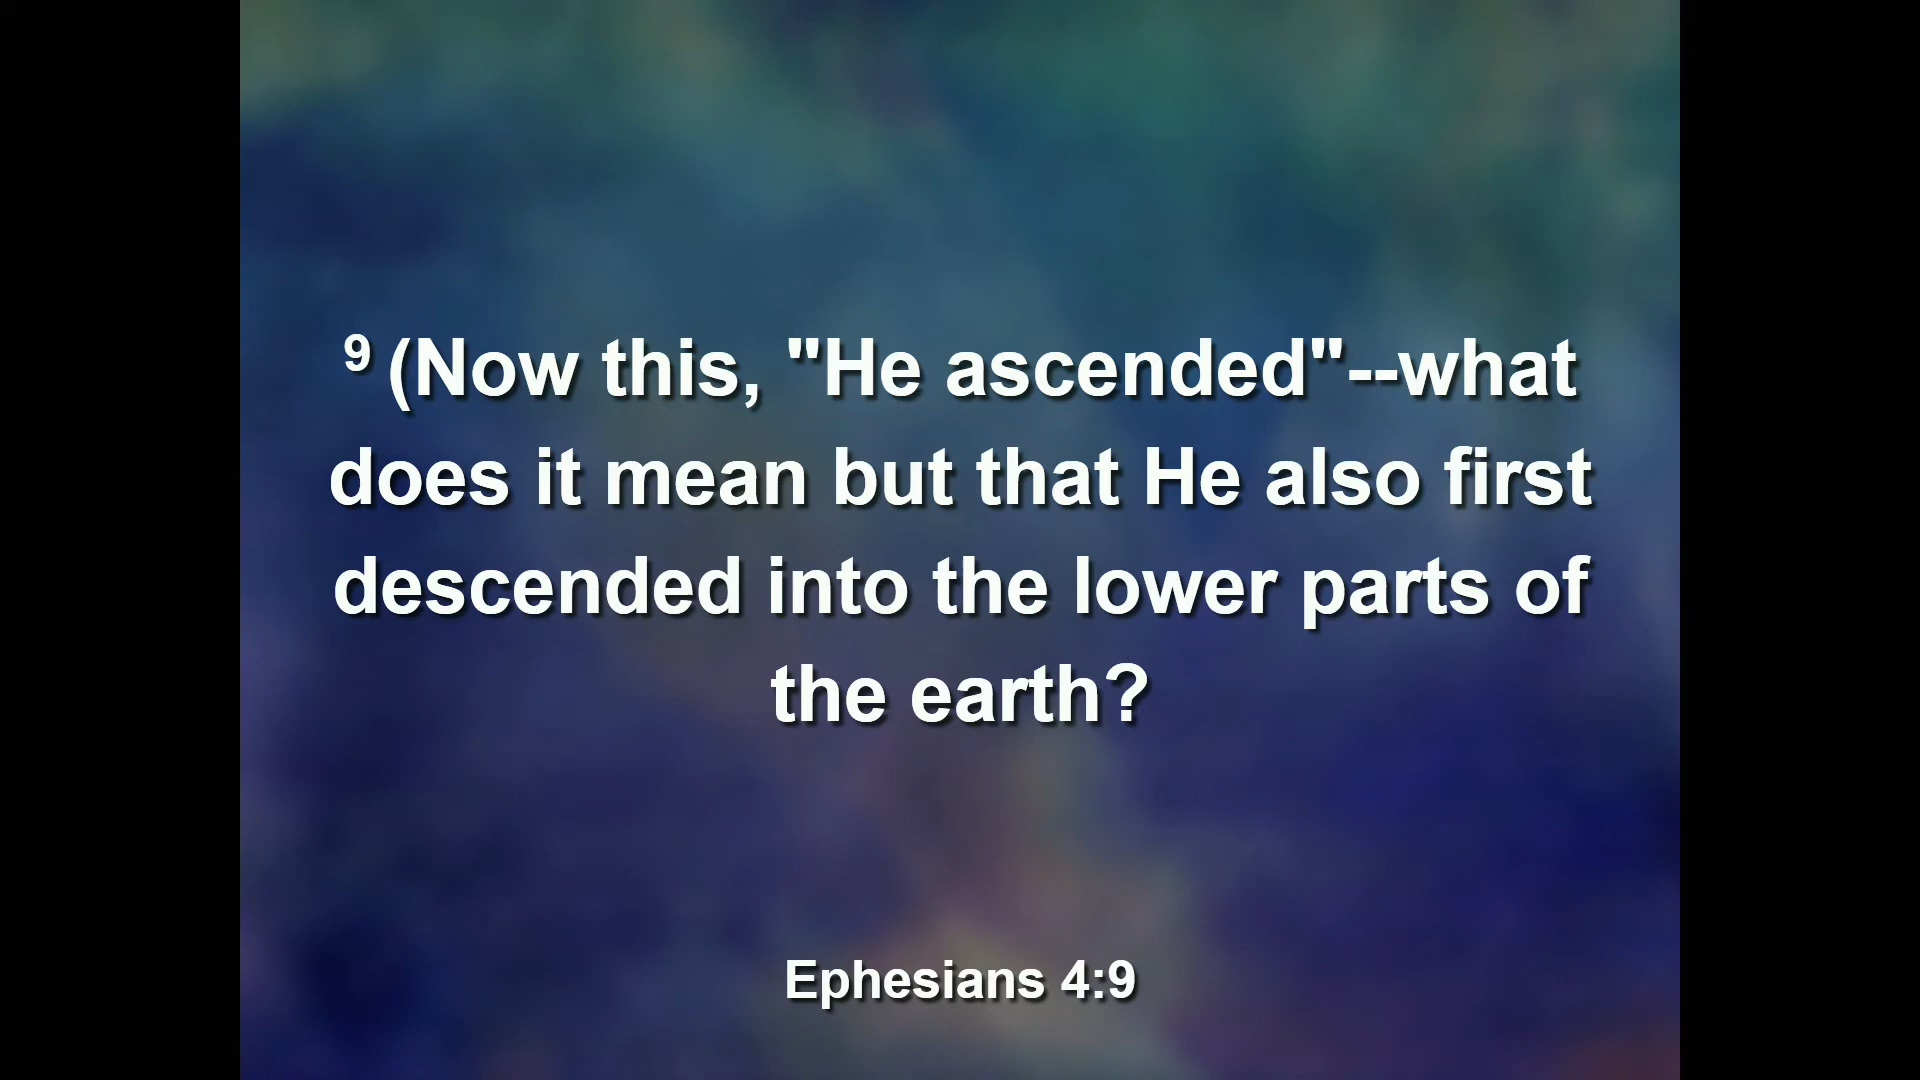 9 (Now this, "He ascended"--what
does it mean but that He also first
descended into the lower parts of
the earth?
Ephesians 4:9